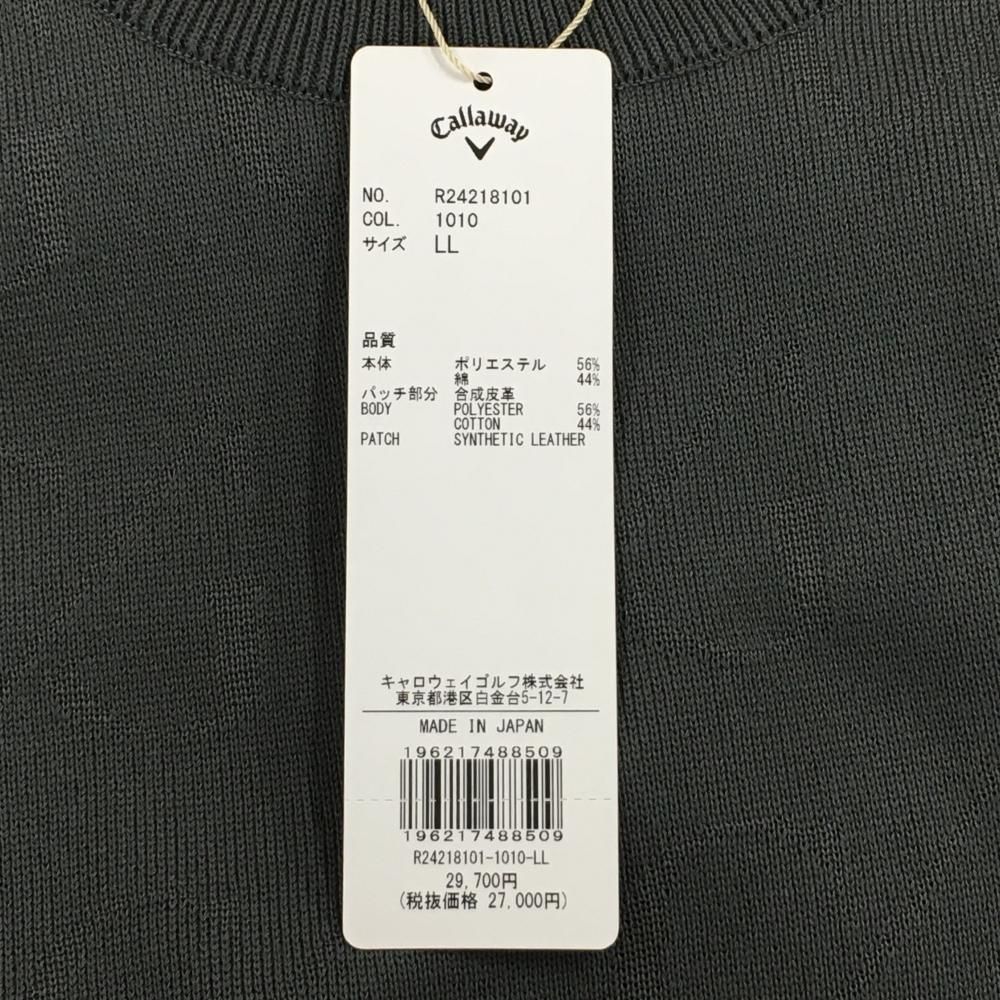 Callaway
NO. R24218101
COL. 1010
サイズ LL
品質
本体 ポリエステル 56%
綿 44%
パッチ部分 合成皮革
BODY POLYESTER 56%
COTTON 44%
PATCH SYNTHETIC LEATHER
キャロウェイゴルフ株式会社
東京都港区白金台5-12-7
MADE IN JAPAN
196217488509
196217488509
R24218101-1010-LL
29,700円
(税抜価格 27,000円)